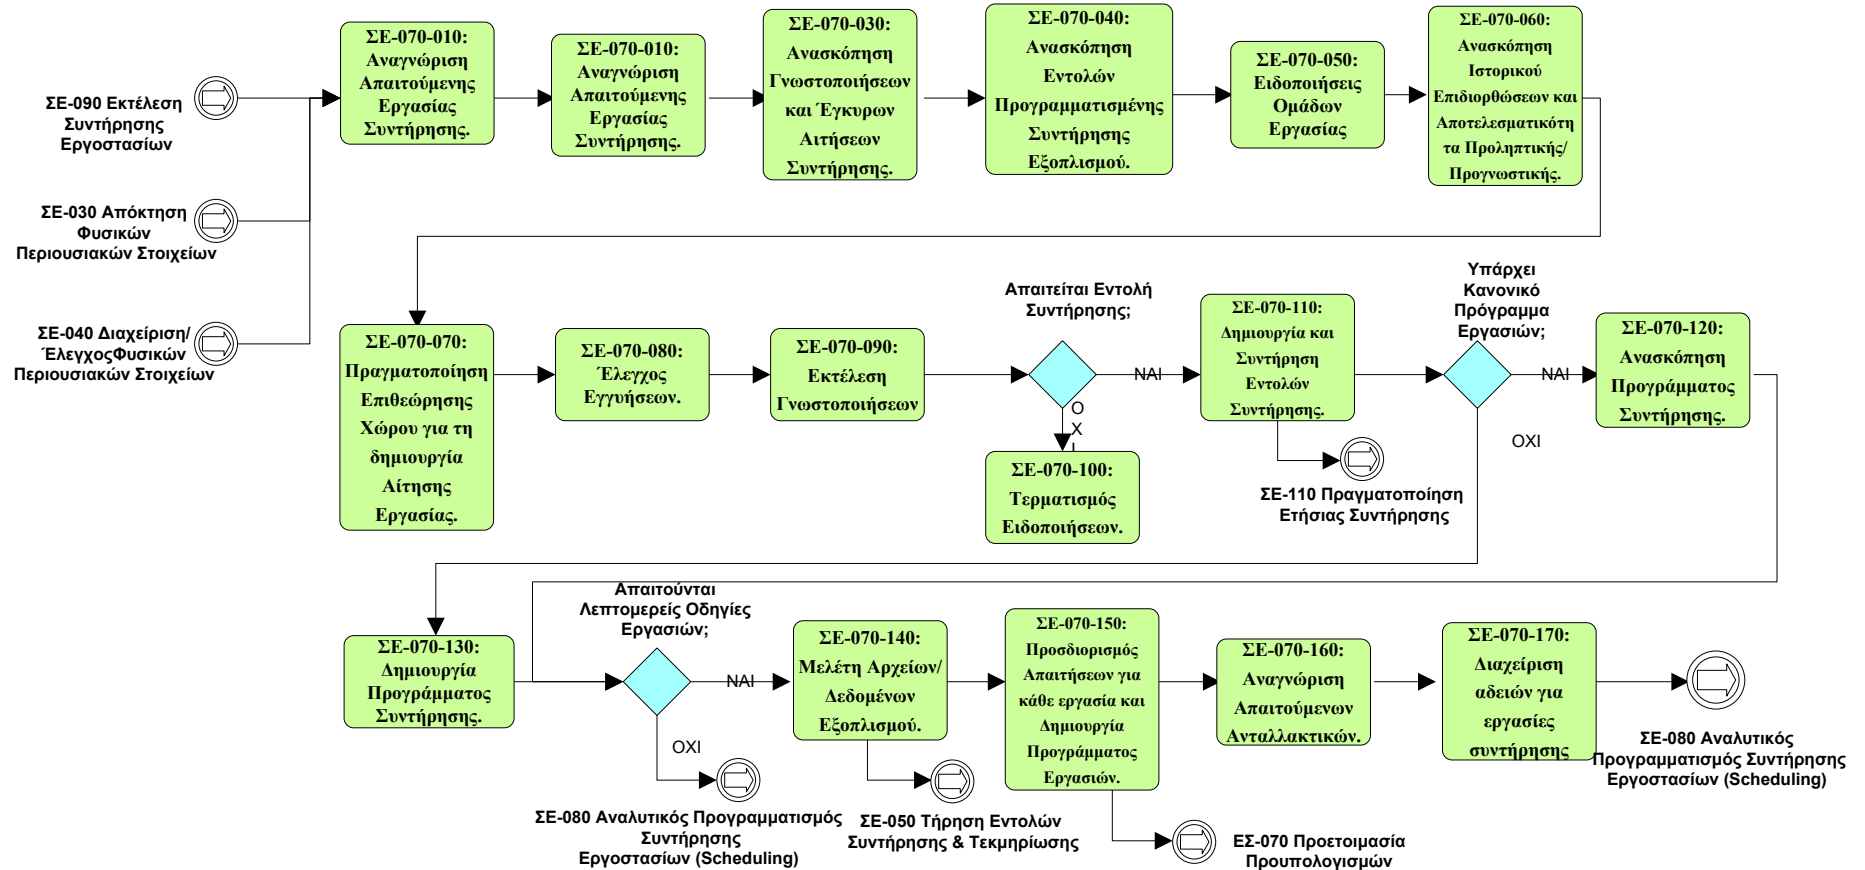 ΣΕ-090 Εκτέλεση
Συντήρησης
Εργοστασίων
ΣΕ-030 Απόκτηση
Φυσικών
Περιουσιακών Στοιχείων
ΣΕ-040 Διαχείριση/
ΈλεγχοςΦυσικών
Περιουσιακών Στοιχείων
ΣΕ-070-010:
Αναγνώριση
Απαιτούμενης
Εργασίας
Συντήρησης.
ΣΕ-070-010:
Αναγνώριση
Απαιτούμενης
Εργασίας
Συντήρησης.
ΣΕ-070-030:
Ανασκόπηση
Γνωστοποιήσεων
και Έγκυρων
Αιτήσεων
Συντήρησης.
ΣΕ-070-040:
Ανασκόπηση
Εντολών
Προγραμματισμένης
Συντήρησης
Εξοπλισμού.
ΣΕ-070-050:
Ειδοποιήσεις
Ομάδων
Εργασίας
ΣΕ-070-060:
Ανασκόπηση
Ιστορικού
Επιδιορθώσεων και
Αποτελεσματικότη
τα Προληπτικής/
Προγνωστικής.
ΣΕ-070-070:
Πραγματοποίηση
Επιθεώρησης
Χώρου για τη
δημιουργία
Αίτησης
Εργασίας.
ΣΕ-070-080:
Έλεγχος
Εγγυήσεων.
ΣΕ-070-090:
Εκτέλεση
Γνωστοποιήσεων
Απαιτείται Εντολή
Συντήρησης;
ΝΑΙ
Ο
Χ
Ι
ΣΕ-070-100:
Τερματισμός
Ειδοποιήσεων.
ΣΕ-070-110:
Δημιουργία και
Συντήρηση
Εντολών
Συντήρησης.
ΣΕ-110 Πραγματοποίηση
Ετήσιας Συντήρησης
Υπάρχει
Κανονικό
Πρόγραμμα
Εργασιών;
ΝΑΙ
ΟΧΙ
ΣΕ-070-120:
Ανασκόπηση
Προγράμματος
Συντήρησης.
ΣΕ-070-130:
Δημιουργία
Προγράμματος
Συντήρησης.
Απαιτούνται
Λεπτομερείς Οδηγίες
Εργασιών;
ΝΑΙ
ΟΧΙ
ΣΕ-080 Αναλυτικός Προγραμματισμός
Συντήρησης
Εργοστασίων (Scheduling)
ΣΕ-070-140:
Μελέτη Αρχείων/
Δεδομένων
Εξοπλισμού.
ΣΕ-050 Τήρηση Εντολών
Συντήρησης & Τεκμηρίωσης
ΣΕ-070-150:
Προσδιορισμός
Απαιτήσεων για
κάθε εργασία και
Δημιουργία
Προγράμματος
Εργασιών.
ΕΣ-070 Προετοιμασία
Προυπολογισμών
ΣΕ-070-160:
Αναγνώριση
Απαιτούμενων
Ανταλλακτικών.
ΣΕ-070-170:
Διαχείριση
αδειών για
εργασίες
συντήρησης
ΣΕ-080 Αναλυτικός
Προγραμματισμός Συντήρησης
Εργοστασίων (Scheduling)